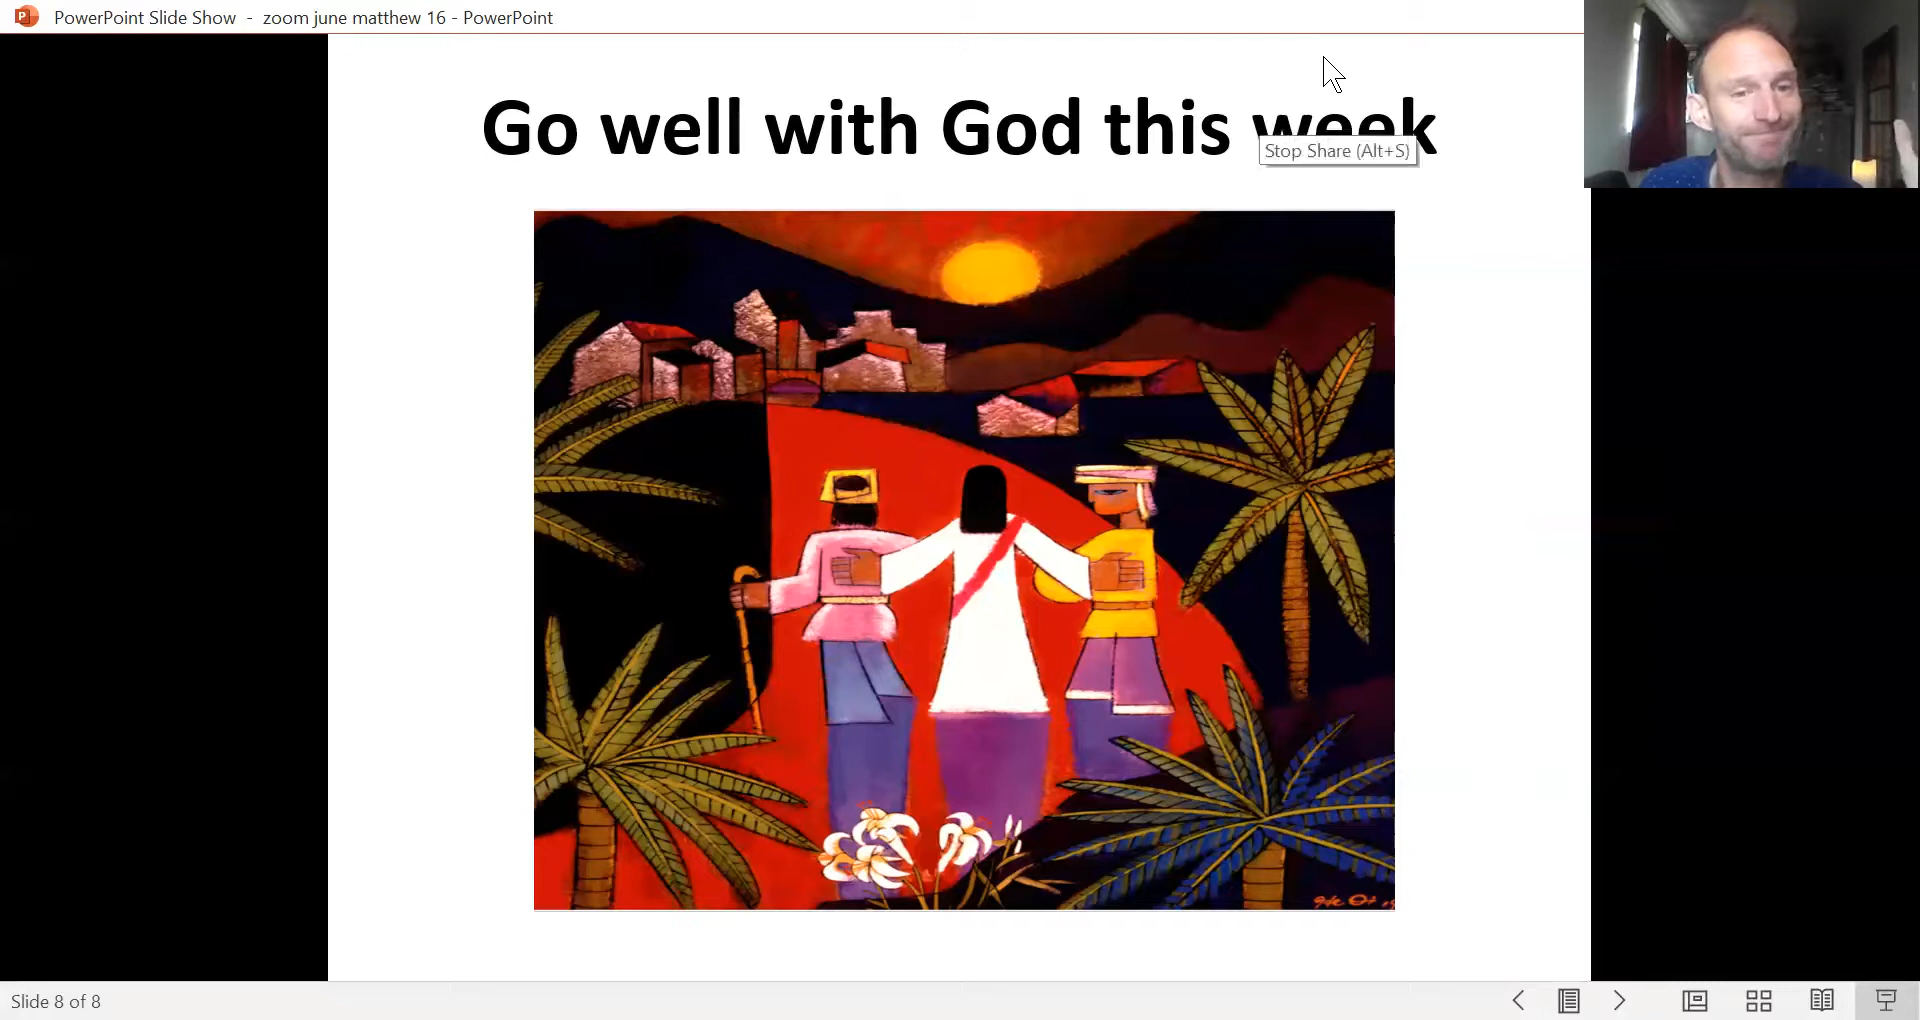 PowerPoint Slide Show - zoom june matthew 16 - PowerPoint
Go well with God this week
Stop Share (Alt+S)
Slide 8 of 8